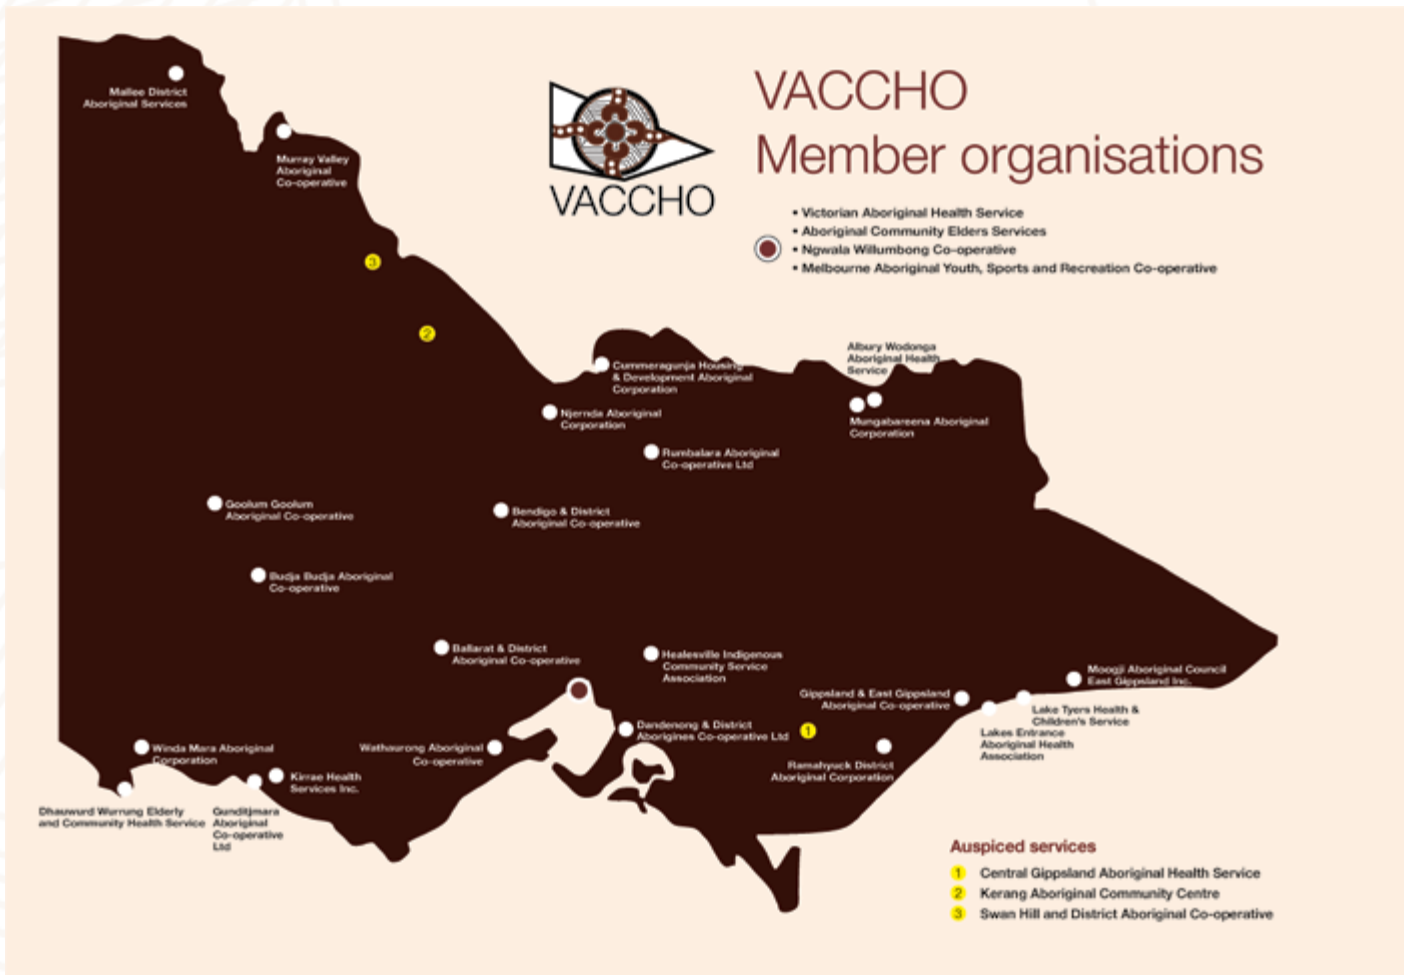 VACCHO
Member organisations
VACCHO
• Victorian Aboriginal Health Service
• Aboriginal Community Elders Services
• Ngwala Willumbong Co-operative
• Melbourne Aboriginal Youth, Sports and Recreation Co-operative
Mallee District
Aboriginal Services
Murray Valley
Aboriginal
Co-operative
3
2
Cummeragunja Housing
& Development Aboriginal
Corporation
Albury Wodonga
Aboriginal Health
Service
Njernda Aboriginal
Corporation
Mungabareena Aboriginal
Corporation
Rumbalara Aboriginal
Co-operative Ltd
Goolum Goolum
Aboriginal Co-operative
Bendigo & District
Aboriginal Co-operative
Budja Budja Aboriginal
Co-operative
Ballarat & District
Aboriginal Co-operative
Healesville Indigenous
Community Service
Association
Moogji Aboriginal Council
East Gippsland Inc.
Gippsland & East Gippsland
Aboriginal Co-operative
Lake Tyers Health &
Children's Service
Lakes Entrance
Aboriginal Health
Association
Dandenong & District
Aborigines Co-operative Ltd
1
Ramahyuck District
Aboriginal Corporation
Wathaurong Aboriginal
Co-operative
Winda Mara Aboriginal
Corporation
Kirrae Health
Services Inc.
Dhauwurd Wurrung Elderly
and Community Health Service
Gunditjmara
Aboriginal
Co-operative
Ltd
Auspiced services
1 Central Gippsland Aboriginal Health Service
2 Kerang Aboriginal Community Centre
3 Swan Hill and District Aboriginal Co-operative